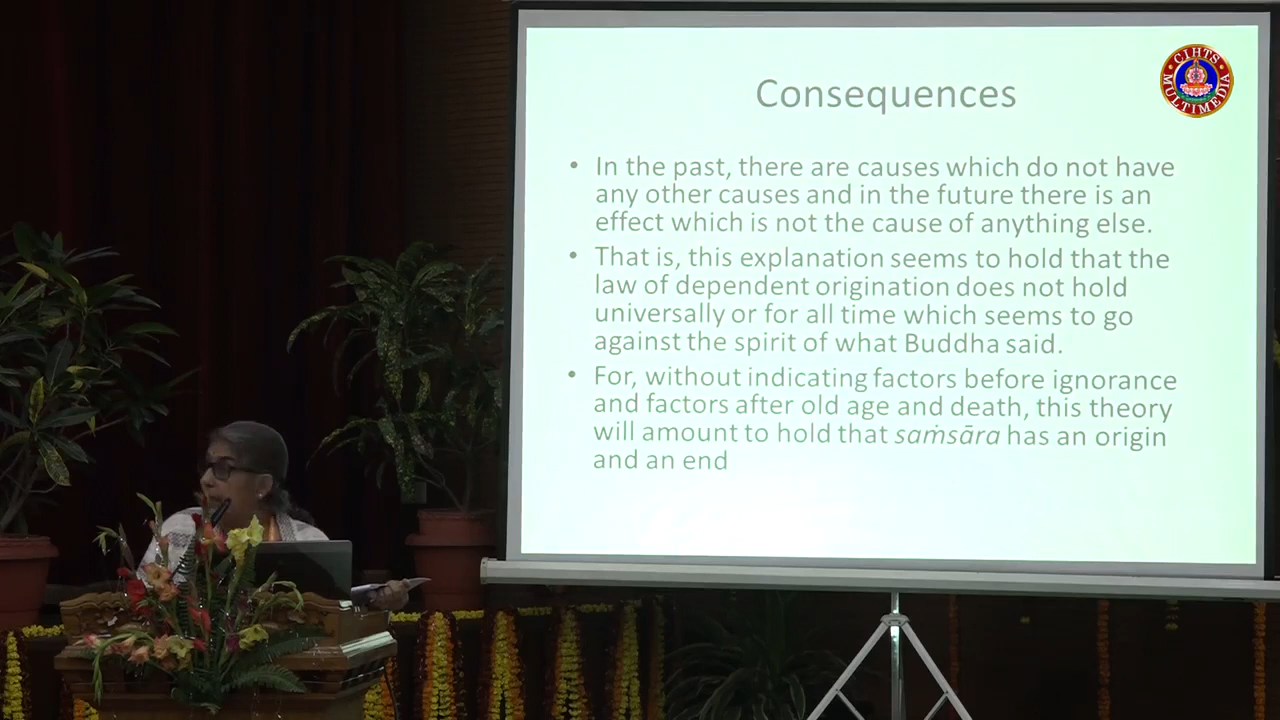 Consequences
CIHTS
MULTIMEDIA
• In the past, there are causes which do not have
any other causes and in the future there is an
effect which is not the cause of anything else.
• That is, this explanation seems to hold that the
law of dependent origination does not hold
universally or for all time which seems to go
against the spirit of what Buddha said.
• For, without indicating factors before ignorance
and factors after old age and death, this theory
will amount to hold that saṁsāra has an origin
and an end